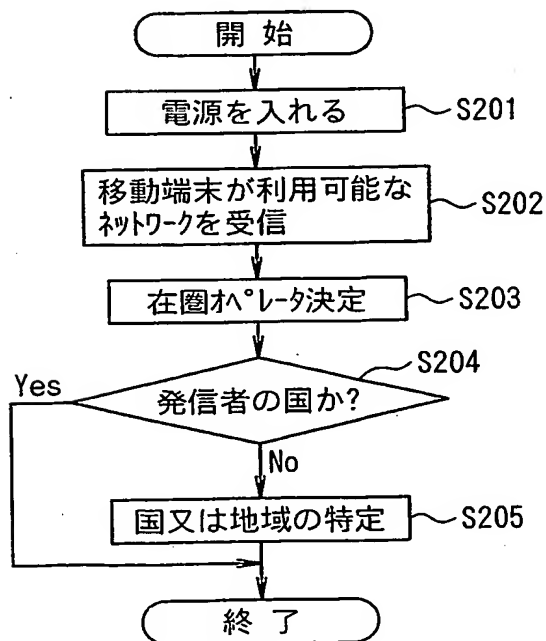 開 始
電源を入れる
S201
移動端末が利用可能な
ﾈｯﾄﾜｰｸを受信
S202
在圏ｵﾍﾟﾚｰﾀ決定
S203
S204
Yes
発信者の国か?
No
国又は地域の特定
S205
終 了